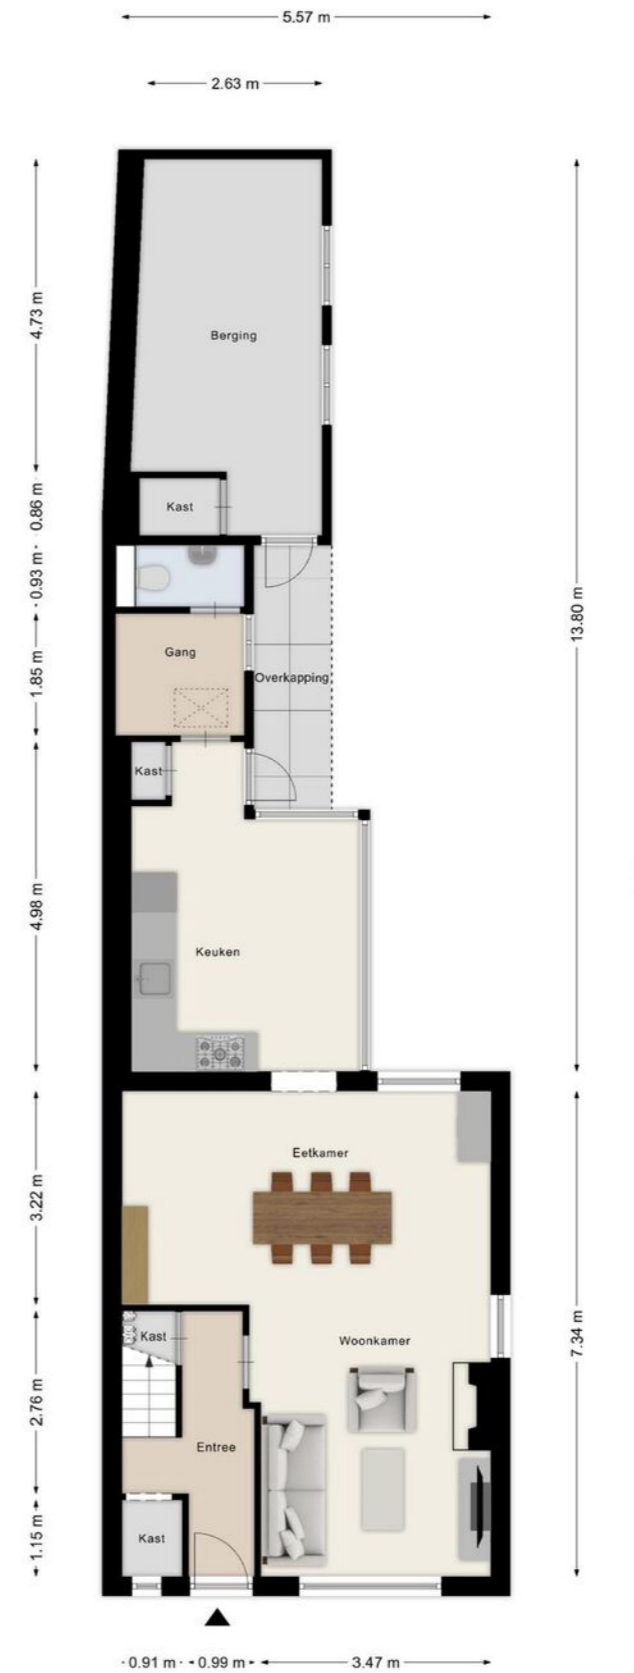 5.57 m
2.63 m
4.73 m
Berging
0.86 m
Kast
0.93 m
13.80 m
1.85 m
Gang
Overkapping
Kast
4.98 m
Keuken
3.22 m
Eetkamer
7.34 m
Kast
Woonkamer
2.76 m
Entree
1.15 m
Kast
0.91 m
0.99 m
3.47 m